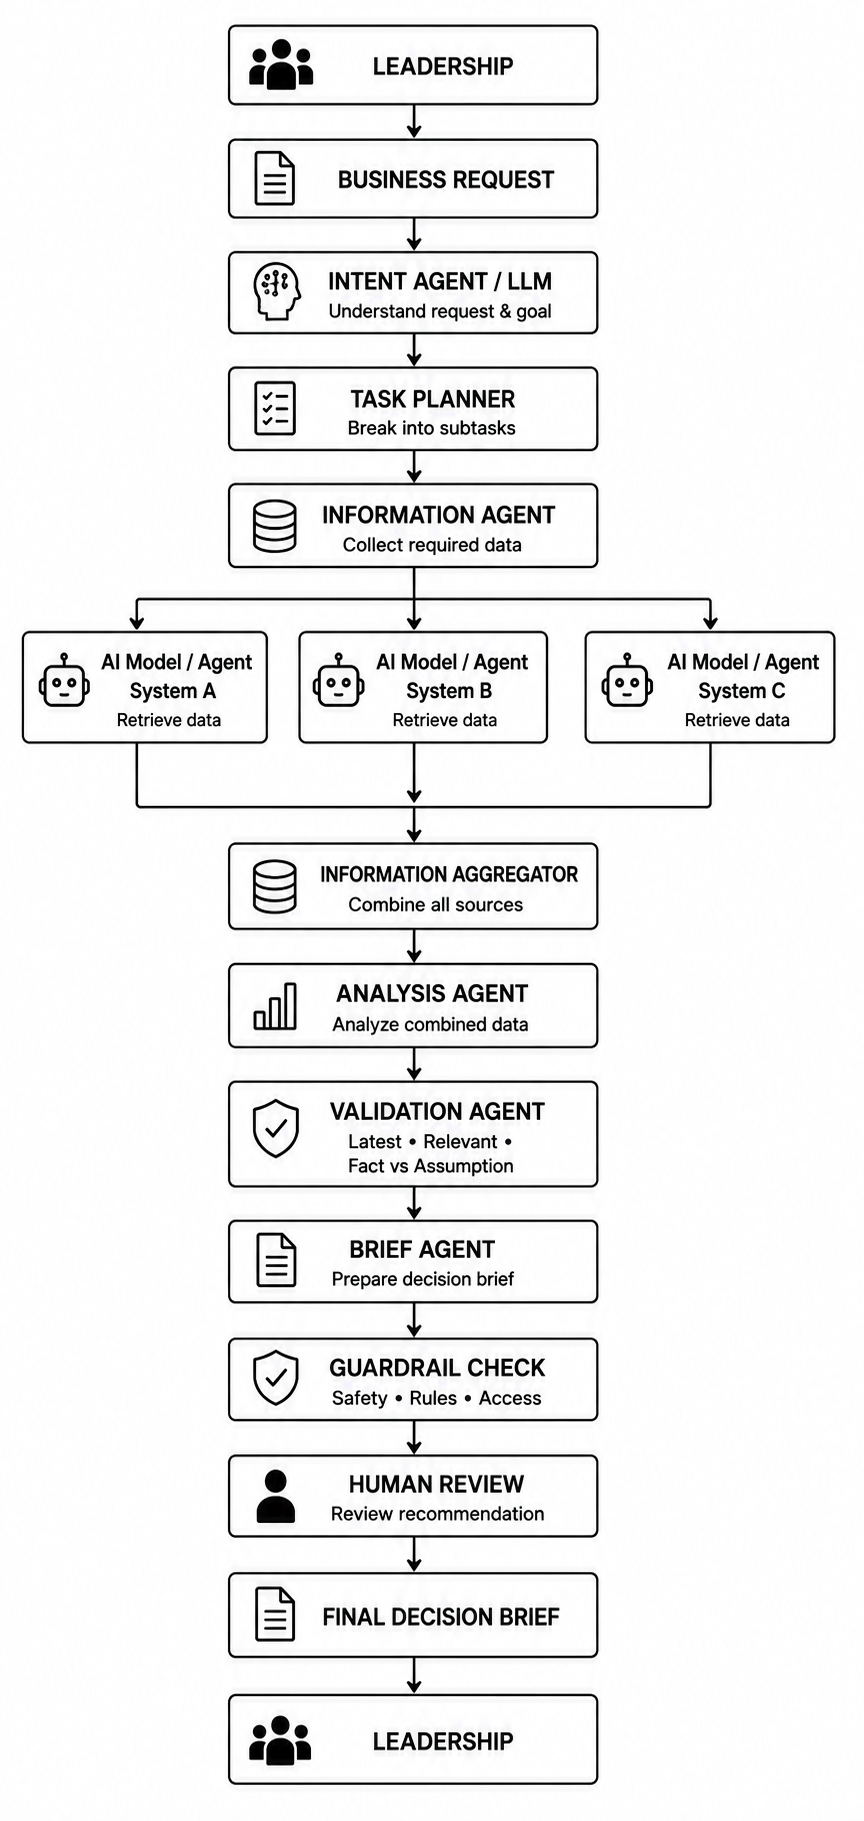 LEADERSHIP
BUSINESS REQUEST
INTENT AGENT / LLM
Understand request & goal
TASK PLANNER
Break into subtasks
INFORMATION AGENT
Collect required data
AI Model / Agent
System A
Retrieve data
AI Model / Agent
System B
Retrieve data
AI Model / Agent
System C
Retrieve data
INFORMATION AGGREGATOR
Combine all sources
ANALYSIS AGENT
Analyze combined data
VALIDATION AGENT
Latest • Relevant •
Fact vs Assumption
BRIEF AGENT
Prepare decision brief
GUARDRAIL CHECK
Safety • Rules • Access
HUMAN REVIEW
Review recommendation
FINAL DECISION BRIEF
LEADERSHIP